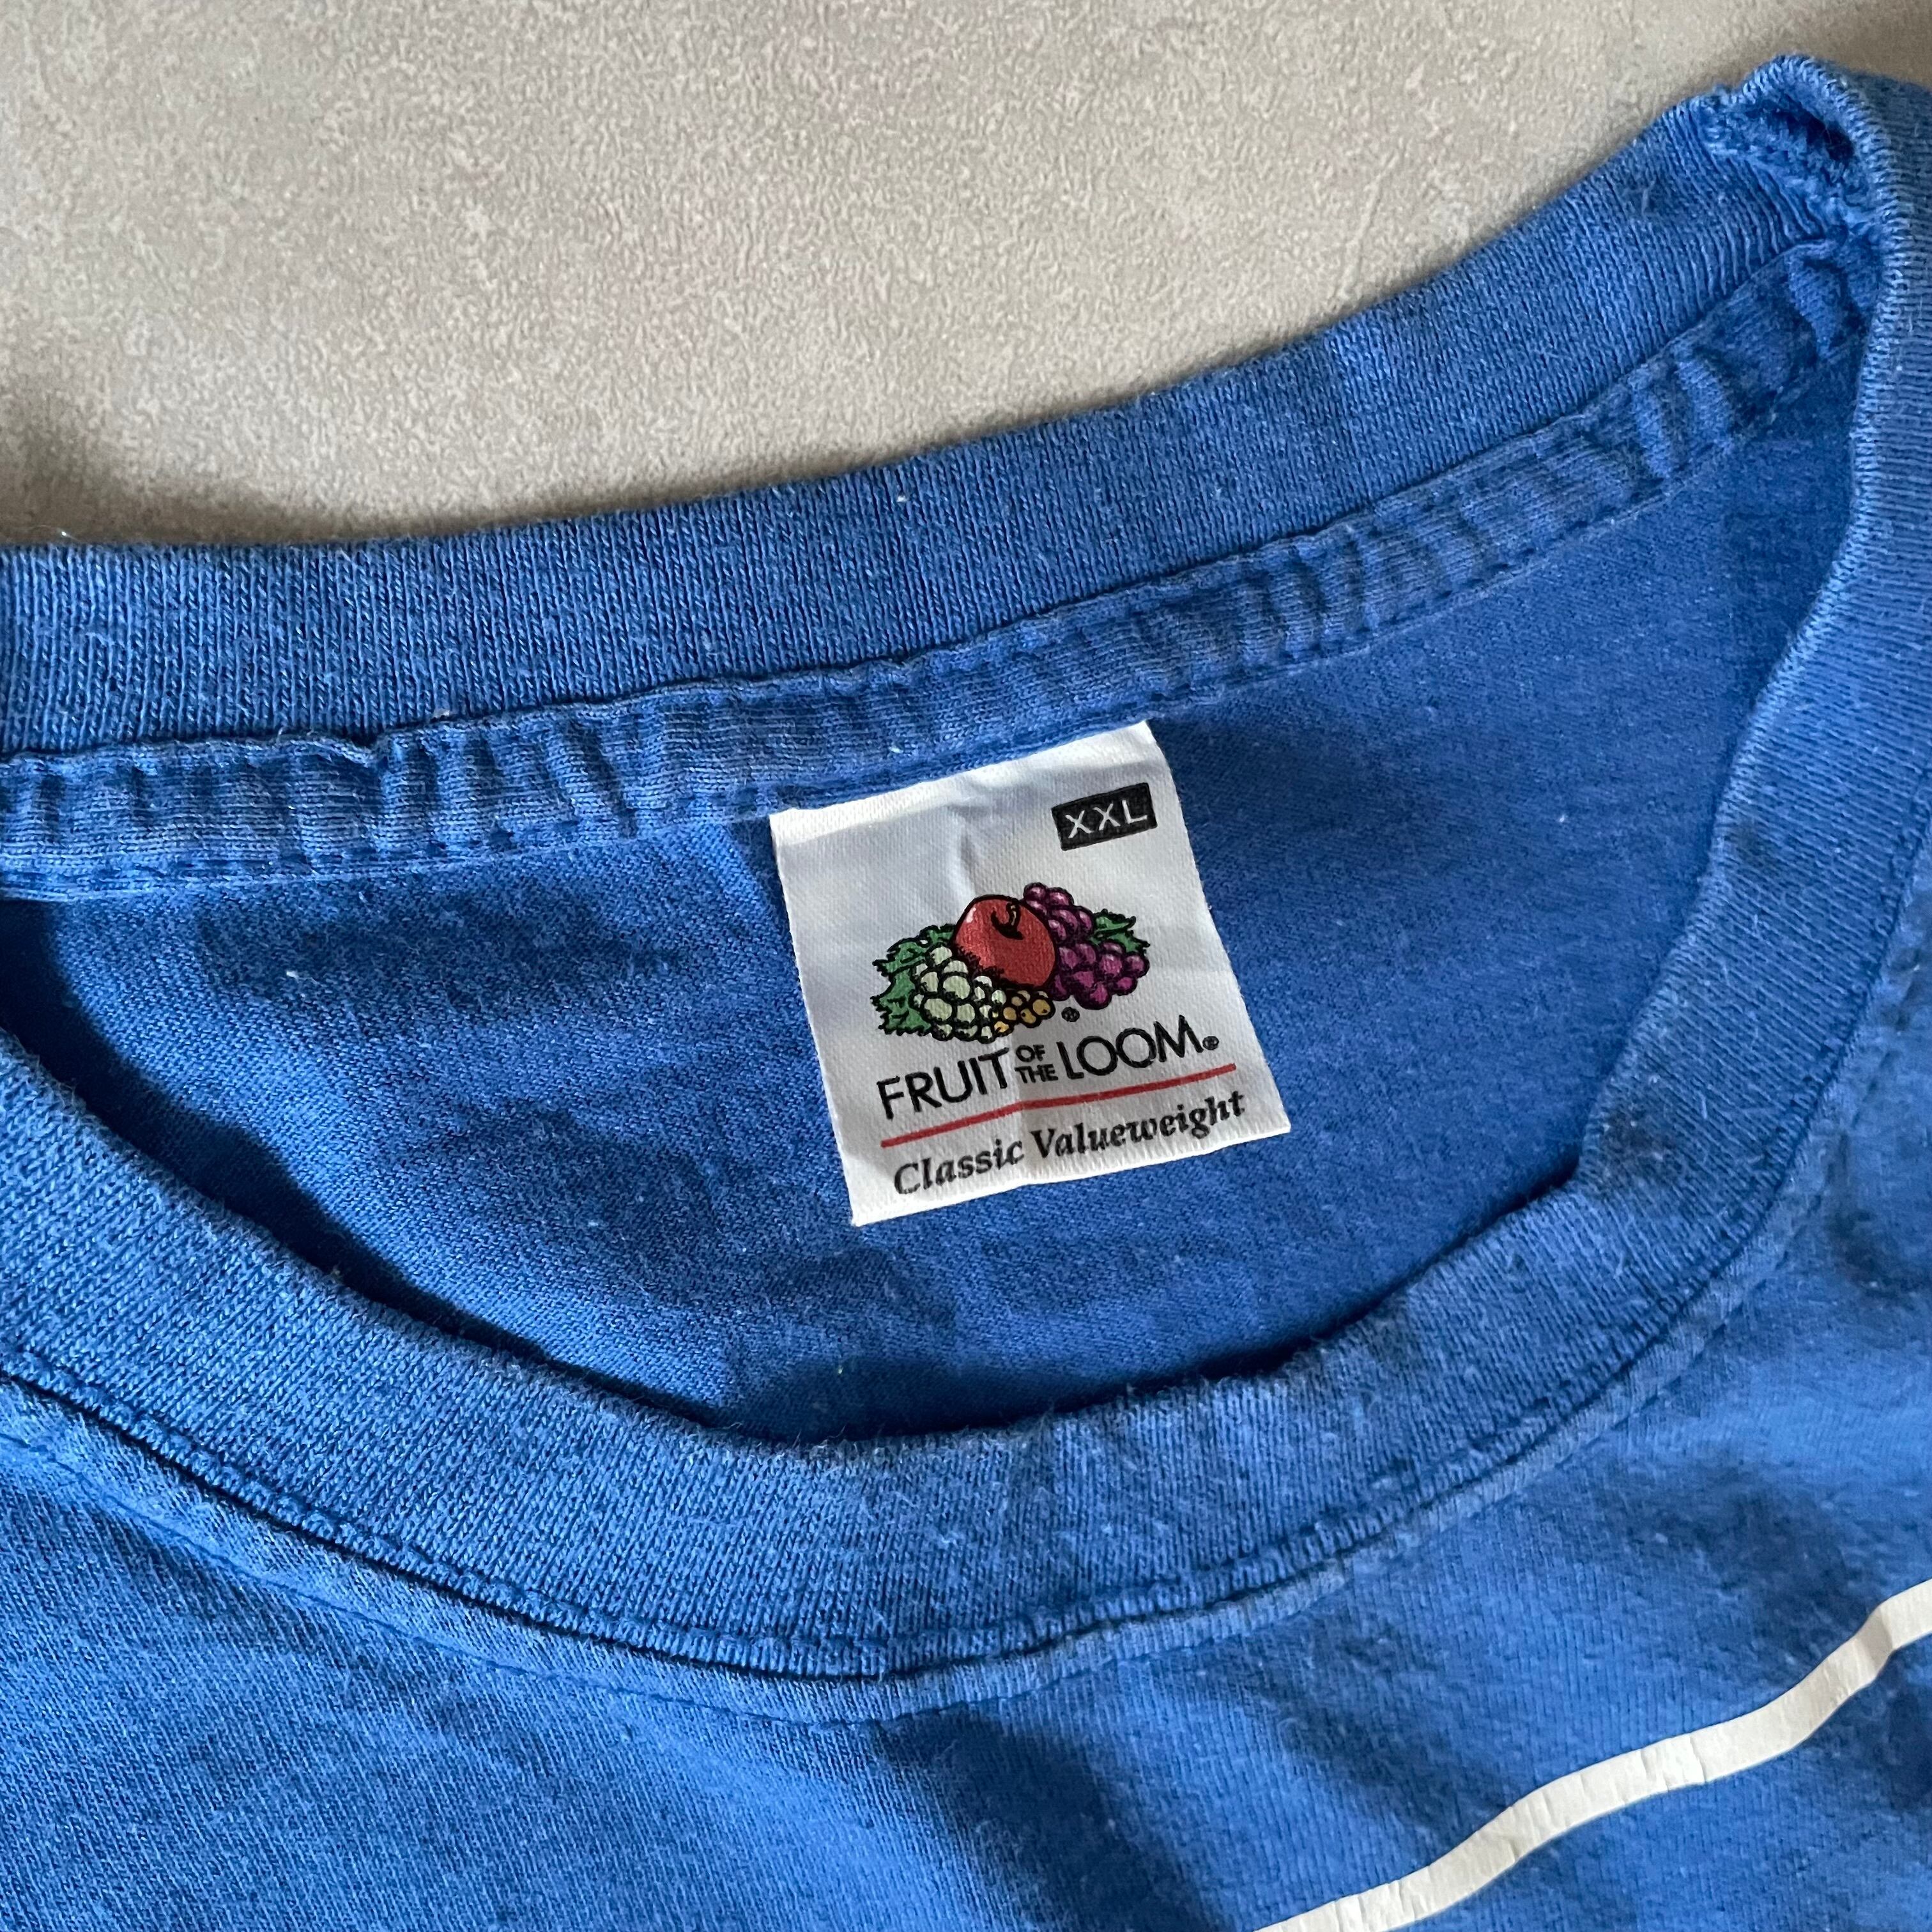 XXL
FRUIT OF THE LOOM®
Classic Valueweight